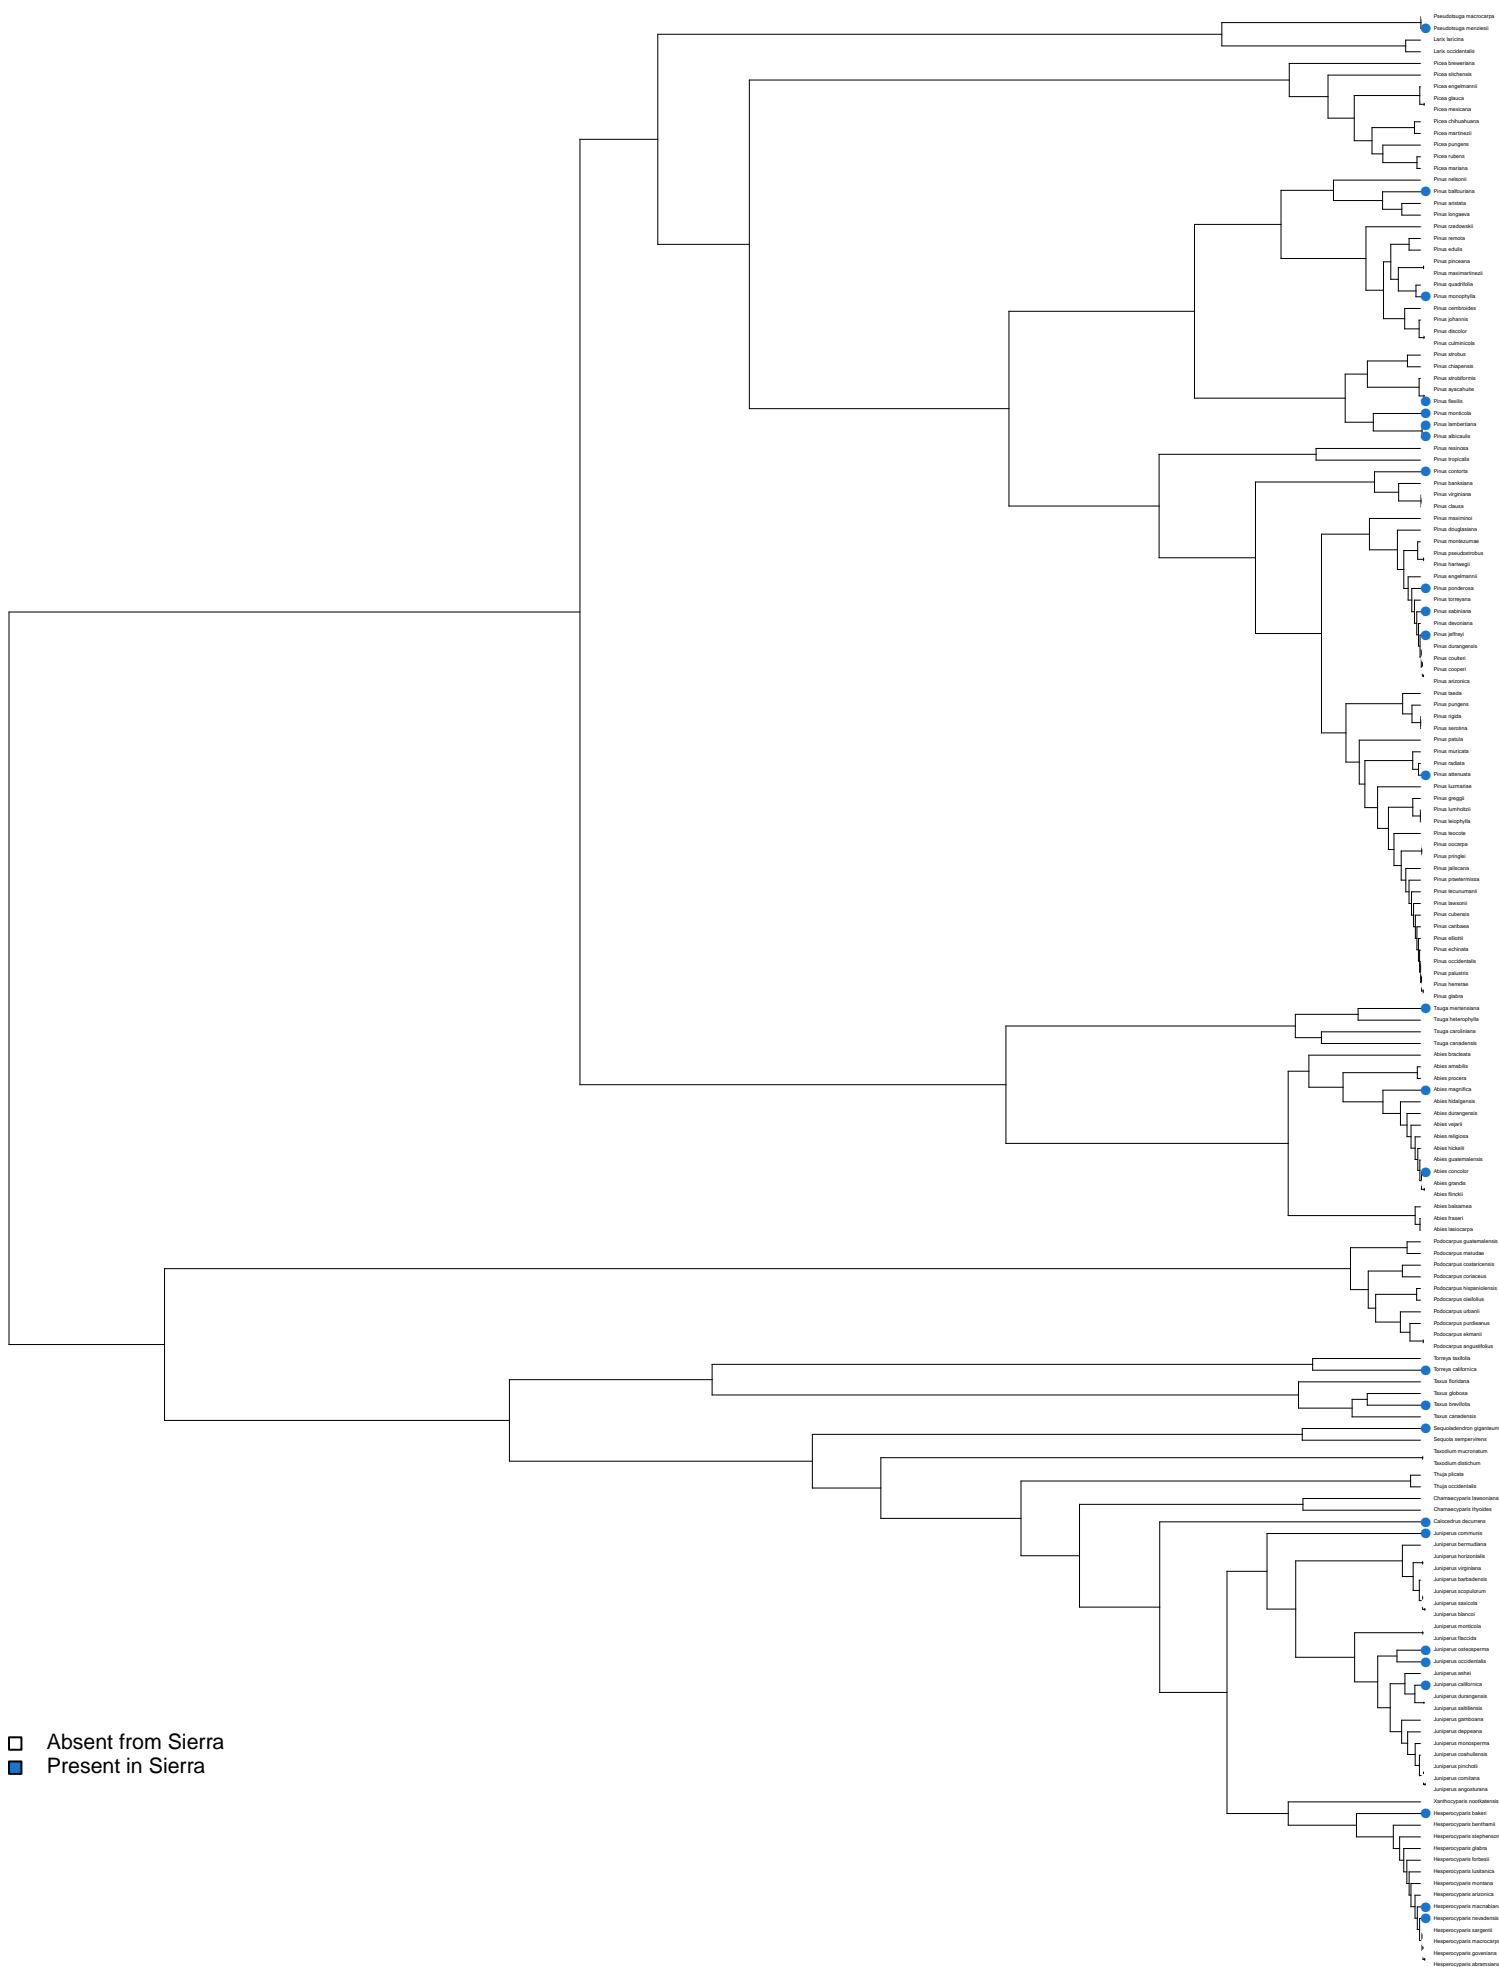 Pseudotsuga macrocarpa
Pseudotsuga menziesii
Larix laricina
Larix occidentalis
Picea breweriana
Picea sitchensis
Picea engelmannii
Picea glauca
Picea mexicana
Picea chihuahuana
Picea martinezii
Picea pungens
Picea rubens
Picea mariana
Pinus nelsonii
Pinus balfouriana
Pinus aristata
Pinus longaeva
Pinus rzedowskii
Pinus remota
Pinus edulis
Pinus pinceana
Pinus maximartinezii
Pinus quadrifolia
Pinus monophylla
Pinus cembroides
Pinus johannis
Pinus discolor
Pinus culminicola
Pinus strobus
Pinus chiapensis
Pinus strobiformis
Pinus ayacahuite
Pinus flexilis
Pinus monticola
Pinus lambertiana
Pinus albicaulis
Pinus resinosa
Pinus tropicalis
Pinus contorta
Pinus banksiana
Pinus virginiana
Pinus clausa
Pinus maximinoi
Pinus douglasiana
Pinus montezumae
Pinus pseudostrobus
Pinus hartwegii
Pinus engelmannii
Pinus ponderosa
Pinus torreyana
Pinus sabiniana
Pinus devoniana
Pinus jeffreyi
Pinus durangensis
Pinus coulteri
Pinus cooperi
Pinus arizonica
Pinus taeda
Pinus pungens
Pinus rigida
Pinus serotina
Pinus patula
Pinus muricata
Pinus radiata
Pinus attenuata
Pinus luzmariae
Pinus greggii
Pinus lumholtzii
Pinus leiophylla
Pinus teocote
Pinus oocarpa
Pinus pringlei
Pinus jaliscana
Pinus praetermissa
Pinus tecunumanii
Pinus lawsonii
Pinus cubensis
Pinus caribaea
Pinus elliottii
Pinus echinata
Pinus occidentalis
Pinus palustris
Pinus herrerae
Pinus glabra
Tsuga mertensiana
Tsuga heterophylla
Tsuga caroliniana
Tsuga canadensis
Abies bracteata
Abies amabilis
Abies procera
Abies magnifica
Abies hidalgensis
Abies durangensis
Abies vejarii
Abies religiosa
Abies hickelii
Abies guatemalensis
Abies concolor
Abies grandis
Abies flinckii
Abies balsamea
Abies fraseri
Abies lasiocarpa
Podocarpus guatemalensis
Podocarpus matudae
Podocarpus costaricensis
Podocarpus coriaceus
Podocarpus hispaniolensis
Podocarpus oleifolius
Podocarpus urbanii
Podocarpus purdieanus
Podocarpus ekmanii
Podocarpus angustifolius
Torreya taxifolia
Torreya californica
Taxus floridana
Taxus globosa
Taxus brevifolia
Taxus canadensis
Sequoiadendron giganteum
Sequoia sempervirens
Taxodium mucronatum
Taxodium distichum
Thuja plicata
Thuja occidentalis
Chamaecyparis lawsoniana
Chamaecyparis thyoides
Calocedrus decurrens
Juniperus communis
Juniperus bermudiana
Juniperus horizontalis
Juniperus virginiana
Juniperus barbadensis
Juniperus scopulorum
Juniperus saxicola
Juniperus blancoi
Juniperus monticola
Juniperus flaccida
Juniperus osteosperma
Juniperus occidentalis
Juniperus ashei
Juniperus californica
Juniperus durangensis
Juniperus saltillensis
Juniperus gamboana
Juniperus deppeana
Absent from Sierra
Juniperus monosperma
Juniperus coahuilensis
Present in Sierra
Juniperus pinchotii
Juniperus comitana
Juniperus angosturana
Xanthocyparis nootkatensis
Hesperocyparis bakeri
Hesperocyparis benthamii
Hesperocyparis stephenson
Hesperocyparis glabra
Hesperocyparis forbesii
Hesperocyparis lusitanica
Hesperocyparis montana
Hesperocyparis arizonica
Hesperocyparis macnabian
Hesperocyparis nevadensis
Hesperocyparis sargentii
Hesperocyparis macrocarpa
Hesperocyparis goveniana
Hesperocyparis abramsiana